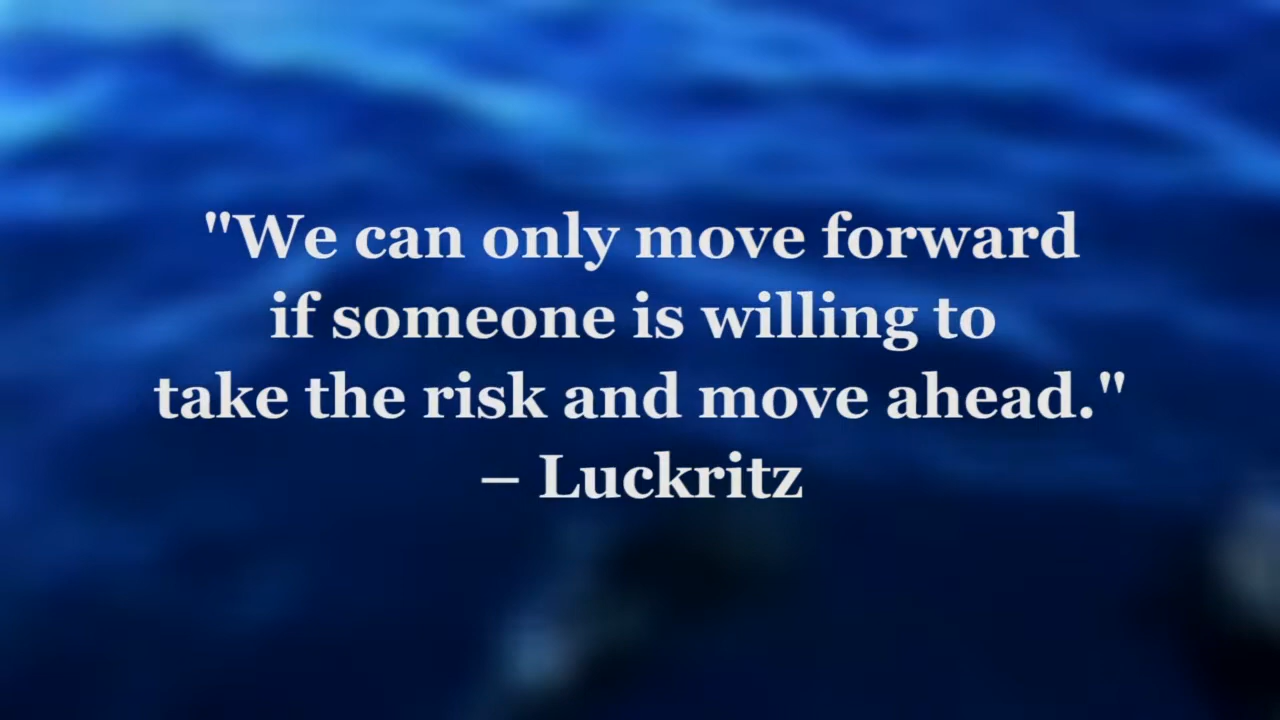 "We can only move forward
if someone is willing to
take the risk and move ahead."
– Luckritz